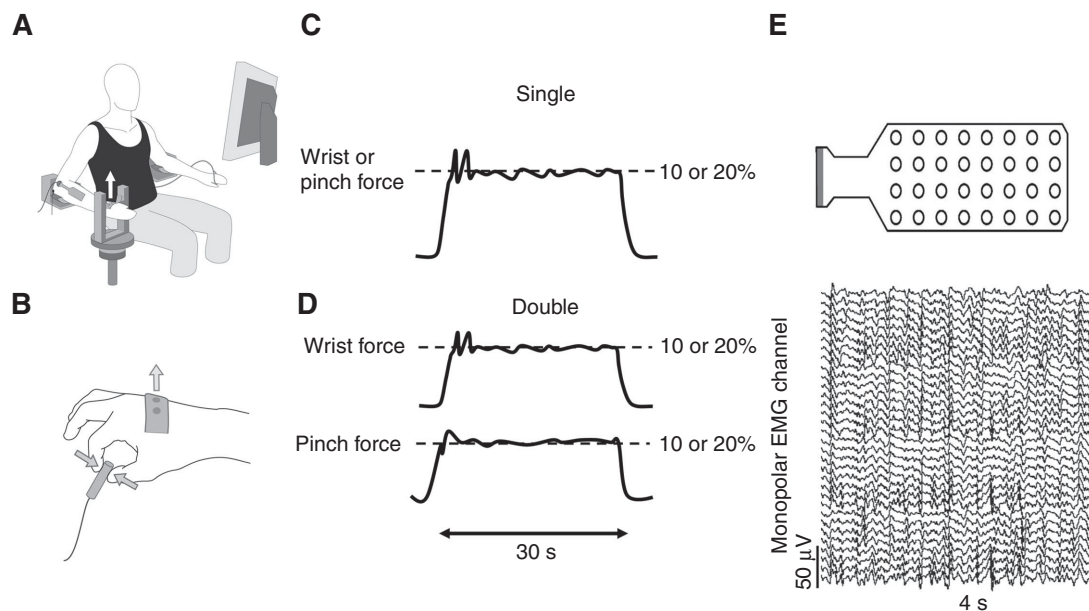 A
B
C
Single
Wrist or
pinch force
10 or 20%
D
Double
Wrist force
10 or 20%
Pinch force
10 or 20%
30 s
E
Monopolar EMG channel
50 μV
4 s